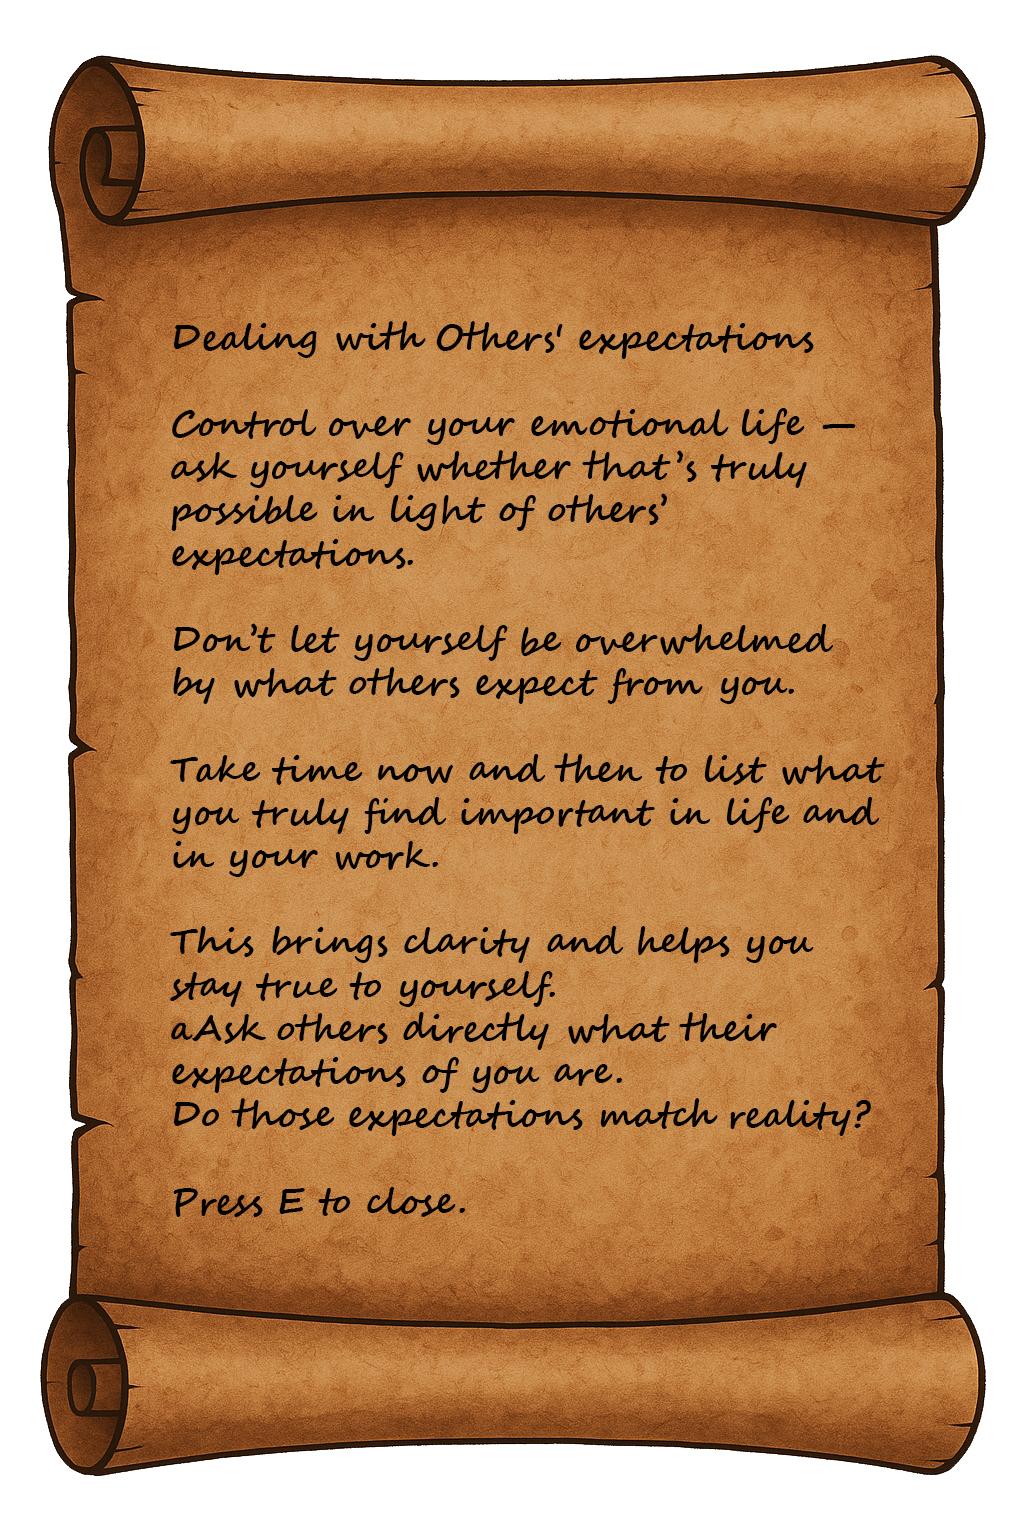 Dealing with Others' expectations
Control over your emotional life —
ask yourself whether that’s truly
possible in light of others’
expectations.
Don’t let yourself be overwhelmed
by what others expect from you.
Take time now and then to list what
you truly find important in life and
in your work.
This brings clarity and helps you
stay true to yourself.
aAsk others directly what their
expectations of you are.
Do those expectations match reality?
Press E to close.